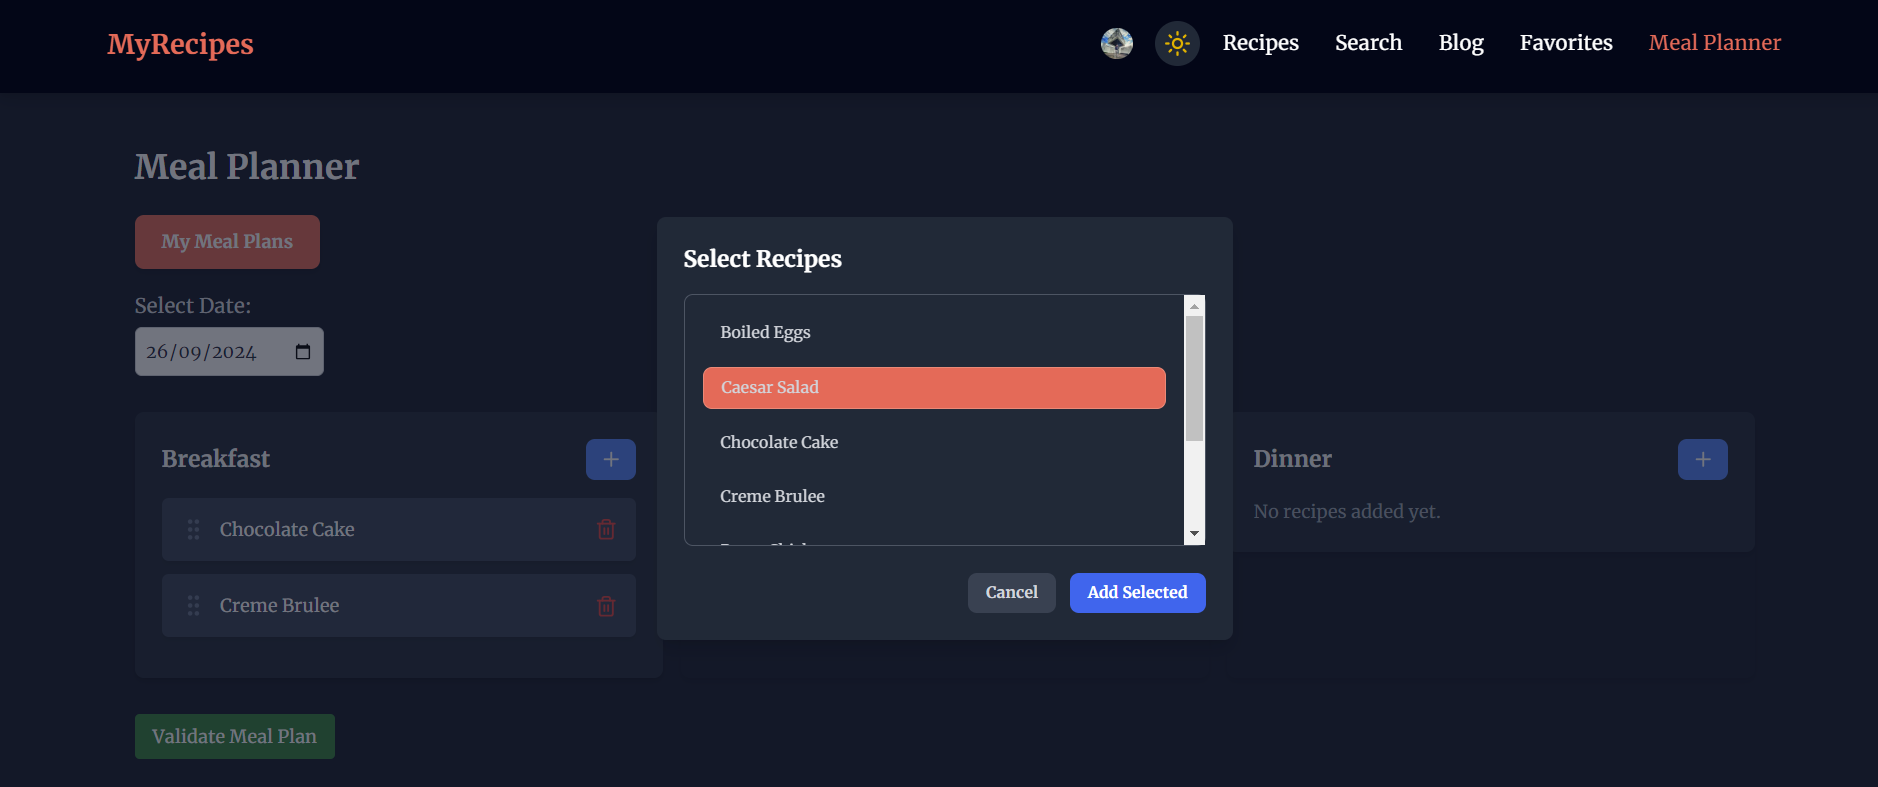 MyRecipes
Recipes
Search
Blog
Favorites
Meal Planner
Meal Planner
My Meal Plans
Select Date:
26/09/2024
Breakfast
Chocolate Cake
Creme Brulee
Validate Meal Plan
Select Recipes
Boiled Eggs
Caesar Salad
Chocolate Cake
Creme Brulee
Cancel
Add Selected
Dinner
No recipes added yet.